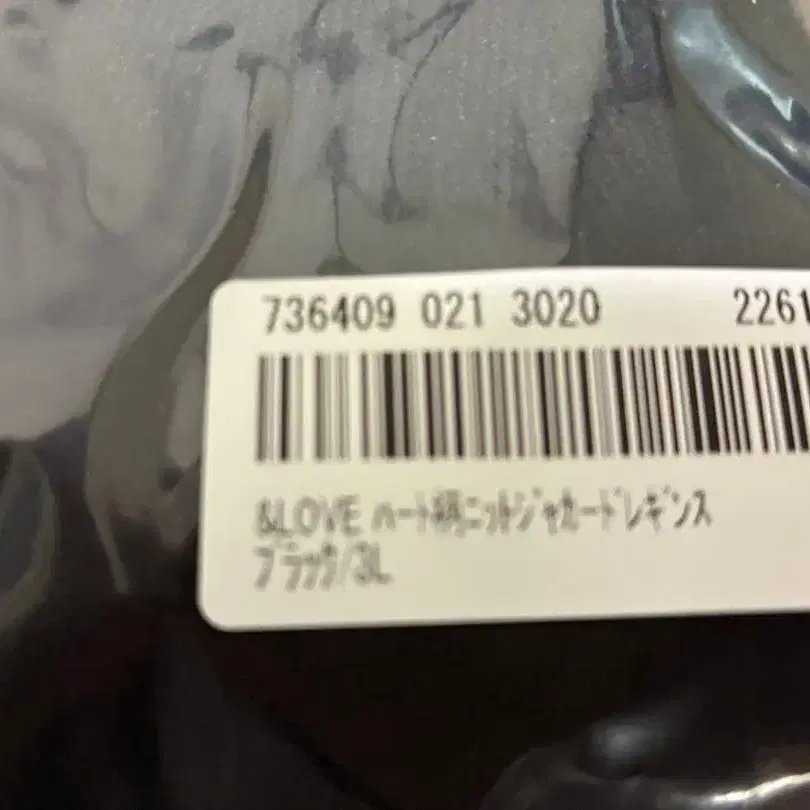 736409 021 3020 2261
&LOVE ﾊｰﾄ柄ﾆｯﾄｼﾞｬｶｰﾄﾞﾚｷﾞﾝｽ
ﾌﾞﾗｯｸ/3L